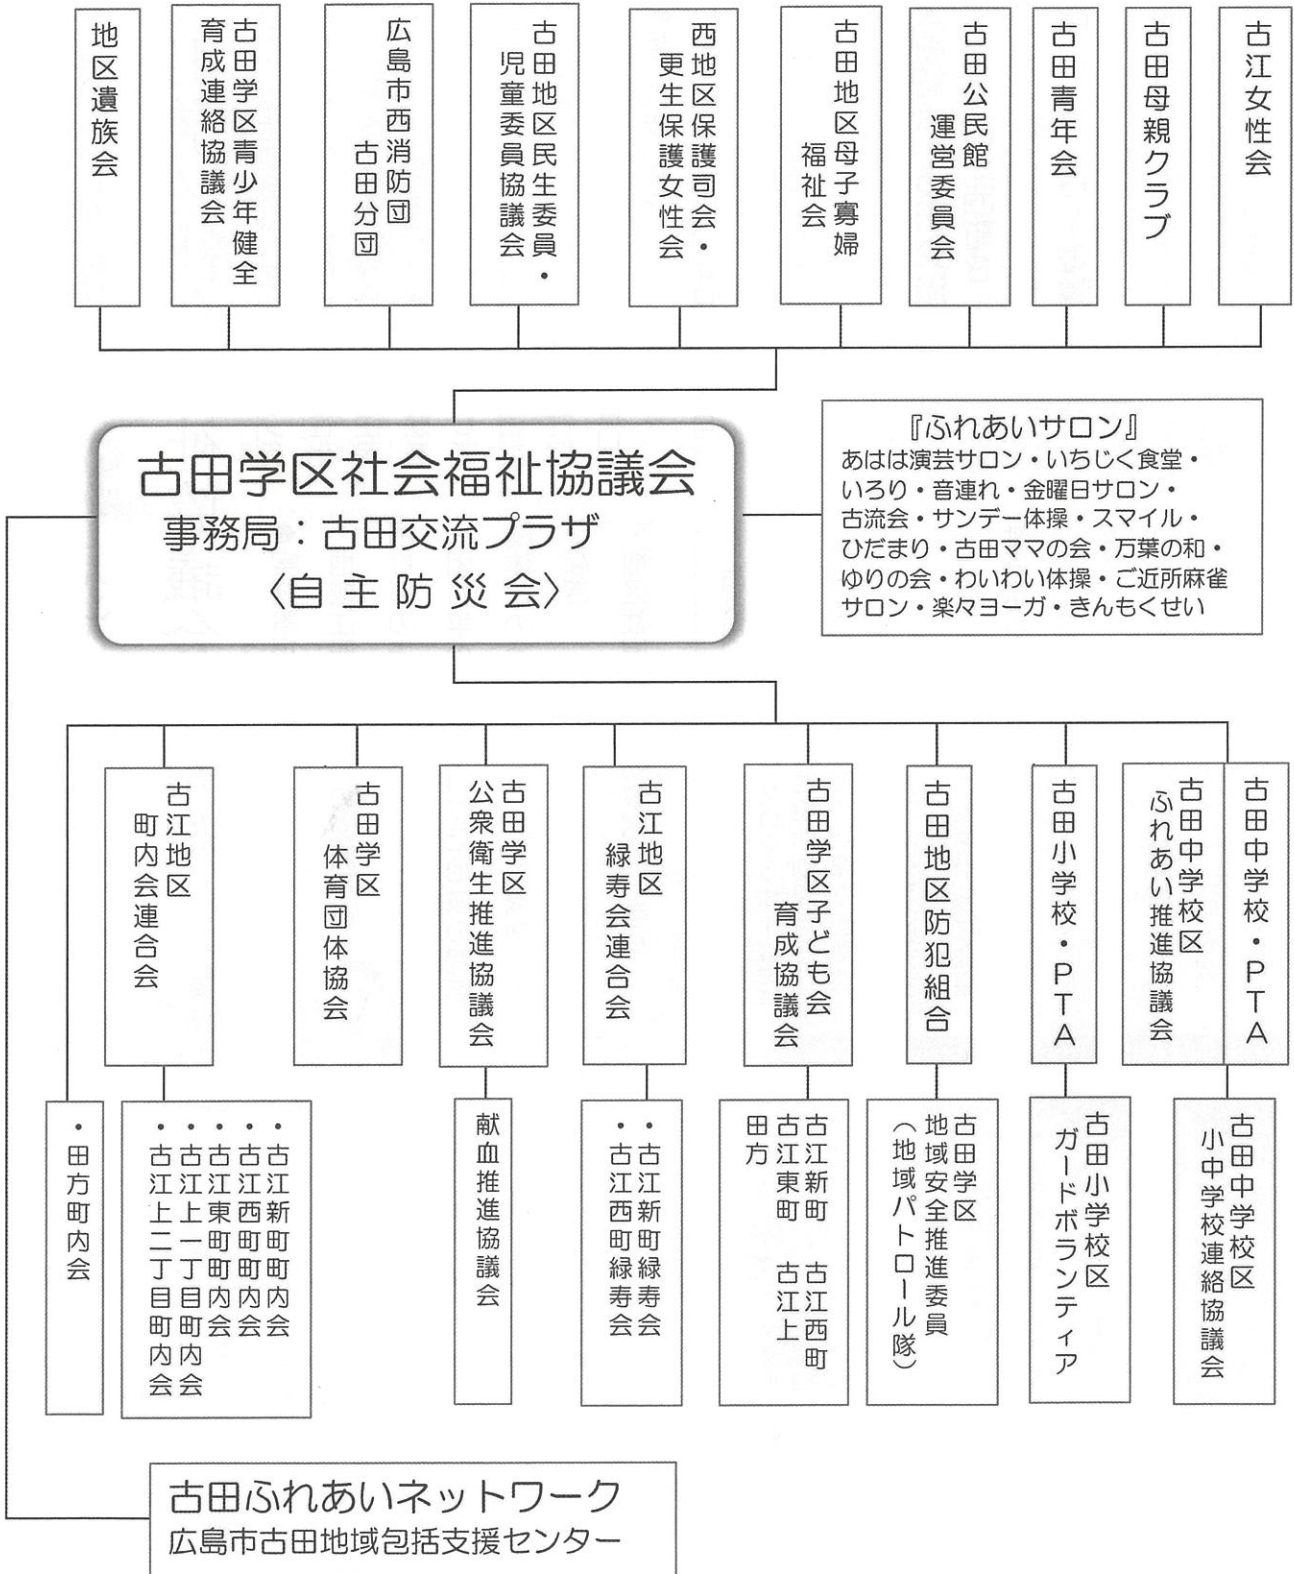 古江女性会
古田母親クラブ
古田青年会
古田公民館
運営委員会
古田地区母子寡婦
福祉会
西地区保護司会・
更生保護女性会
古田地区民生委員・
児童委員協議会
広島市西消防団
古田分団
古田学区青少年健全
育成連絡協議会
地区遺族会
古田学区社会福祉協議会
事務局：古田交流プラザ
〈自主防災会〉
『ふれあいサロン』
あはは演芸サロン・いちじく食堂・
いろり・音連れ・金曜日サロン・
古流会・サンデー体操・スマイル・
ひだまり・古田ママの会・万葉の和・
ゆりの会・わいわい体操・ご近所麻雀
サロン・楽々ヨーガ・きんもくせい
古田中学校・PTA
古田中学校区
ふれあい推進協議会
古田小学校・PTA
古田地区防犯組合
古田学区子ども会
育成協議会
古江地区
緑寿会連合会
古田学区
公衆衛生推進協議会
古田学区
体育団体協会
古江地区
町内会連合会
古田中学校区
小中学校連絡協議会
古田小学校区
ガードボランティア
古田学区
地域安全推進委員
（地域パトロール隊）
古江新町　古江西町
古江東町　古江上
田方
・古江新町緑寿会
・古江西町緑寿会
献血推進協議会
・古江新町町内会
・古江西町町内会
・古江東町町内会
・古江上一丁目町内会
・古江上二丁目町内会
・田方町内会
古田ふれあいネットワーク
広島市古田地域包括支援センター